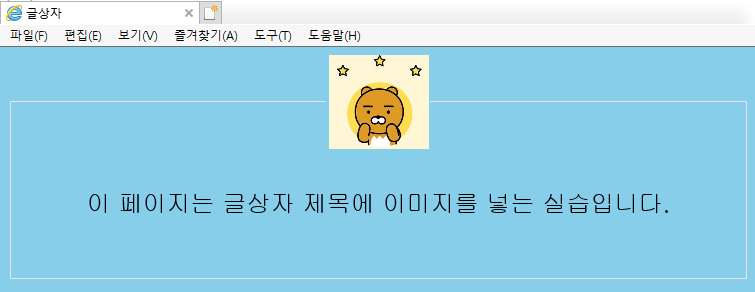 글상자
파일(F) 편집(E) 보기(V) 즐겨찾기(A) 도구(T) 도움말(H)
이 페이지는 글상자 제목에 이미지를 넣는 실습입니다.